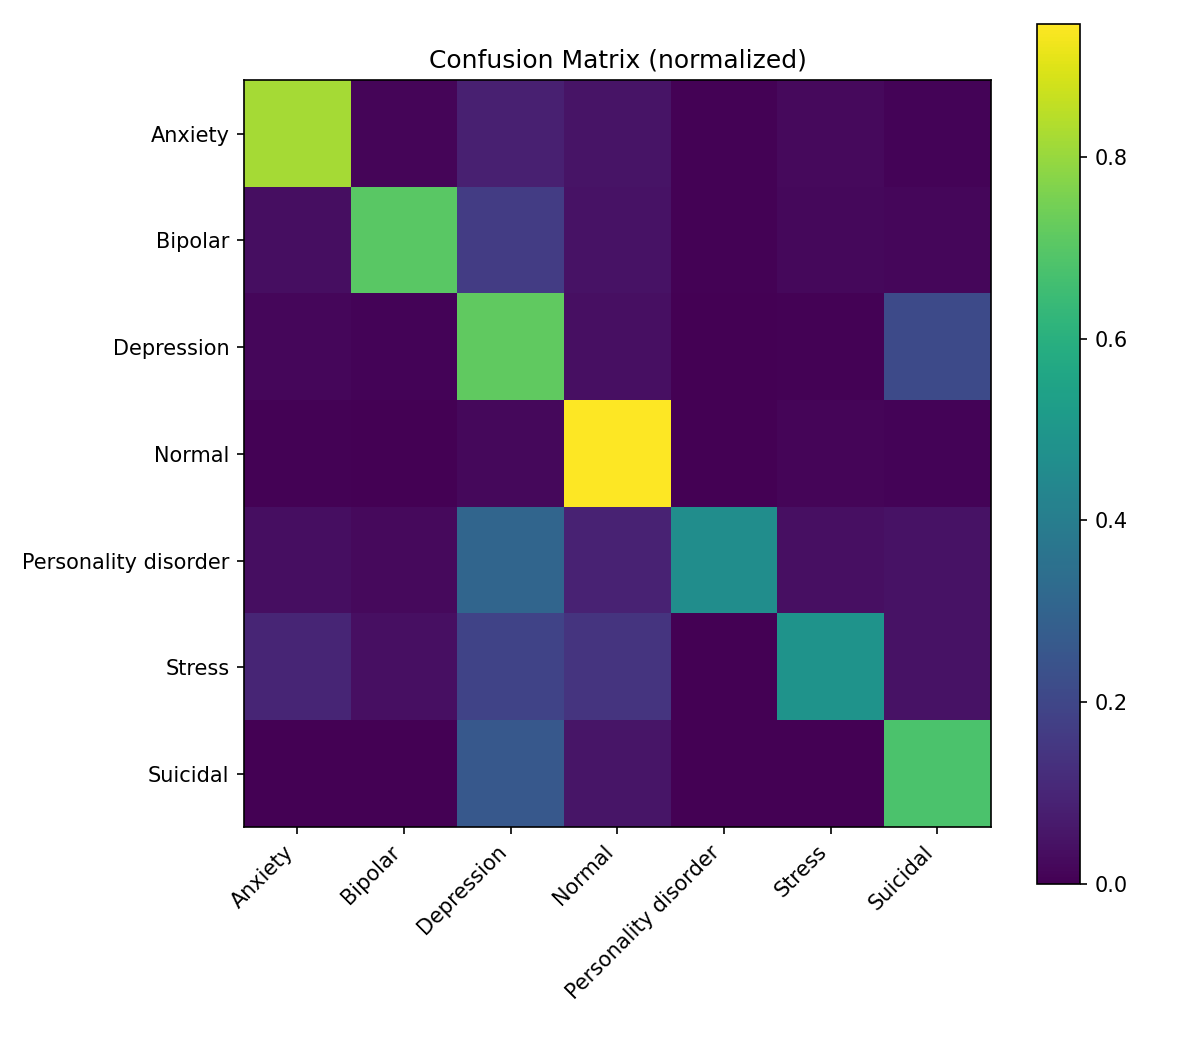 Confusion Matrix (normalized)
Anxiety
Bipolar
Depression
Normal
Personality disorder
Stress
Suicidal
Anxiety
Bipolar
Depression
Normal
Personality disorder
Stress
Suicidal
0.8
0.6
0.4
0.2
0.0